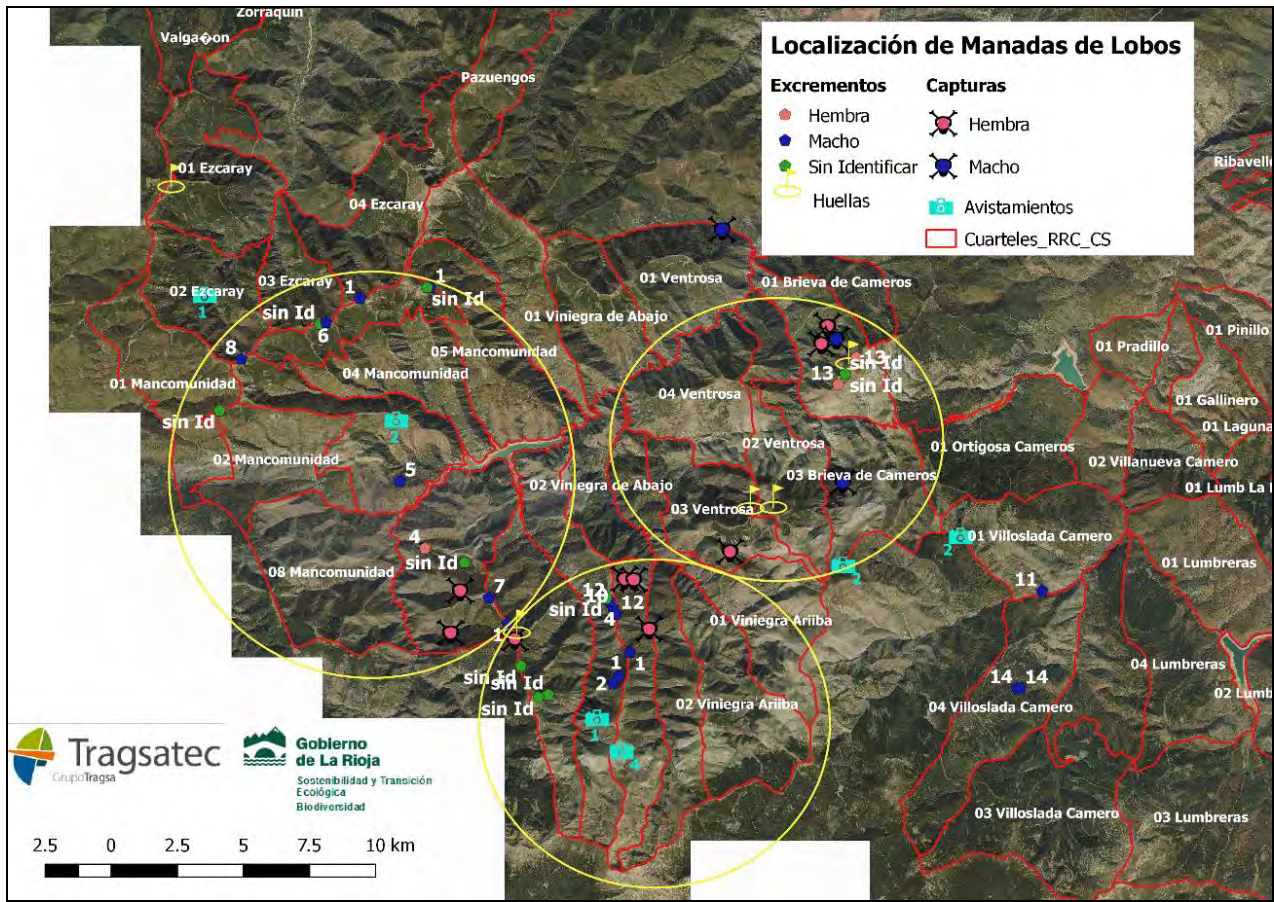 Zorraquín
Valga�on
Pazuengos
Localización de Manadas de Lobos
Excrementos
Hembra
Macho
Sin Identificar
Huellas
Capturas
Hembra
Macho
Avistamientos
Cuarteles_RRC_CS
01 Ezcaray
04 Ezcaray
03 Ezcaray
02 Ezcaray
1
1
1
sin Id
sin Id
6
8
01 Ventrosa
01 Brieva de Cameros
01 Viniegra de Abajo
05 Mancomunidad
04 Mancomunidad
01 Mancomunidad
sin Id
2
02 Mancomunidad
5
04 Ventrosa
13
sin Id
13
sin Id
02 Ventrosa
03 Brieva de Cameros
02 Viniegra de Abajo
03 Ventrosa
01 Pradillo
01 Pinillo
01 Gallinero
01 Laguna
01 Ortigosa Cameros
02 Villanueva Camero
01 Lumb La
01 Villoslada Camero
2
2
01 Lumbreras
11
4
sin Id
08 Mancomunidad
7
1
12
10
12
sin Id
4
01 Viniegra Ariiba
1
1
2
sin Id
sin Id
sin Id
02 Viniegra Ariiba
1
4
14
14
04 Villoslada Camero
04 Lumbreras
02 Lumb
03 Villoslada Camero
03 Lumbreras
Tragsatec
GrupoTragsa
Gobierno
de La Rioja
Sostenibilidad y Transición
Ecológica
Biodiversidad
2.5 0 2.5 5 7.5 10 km